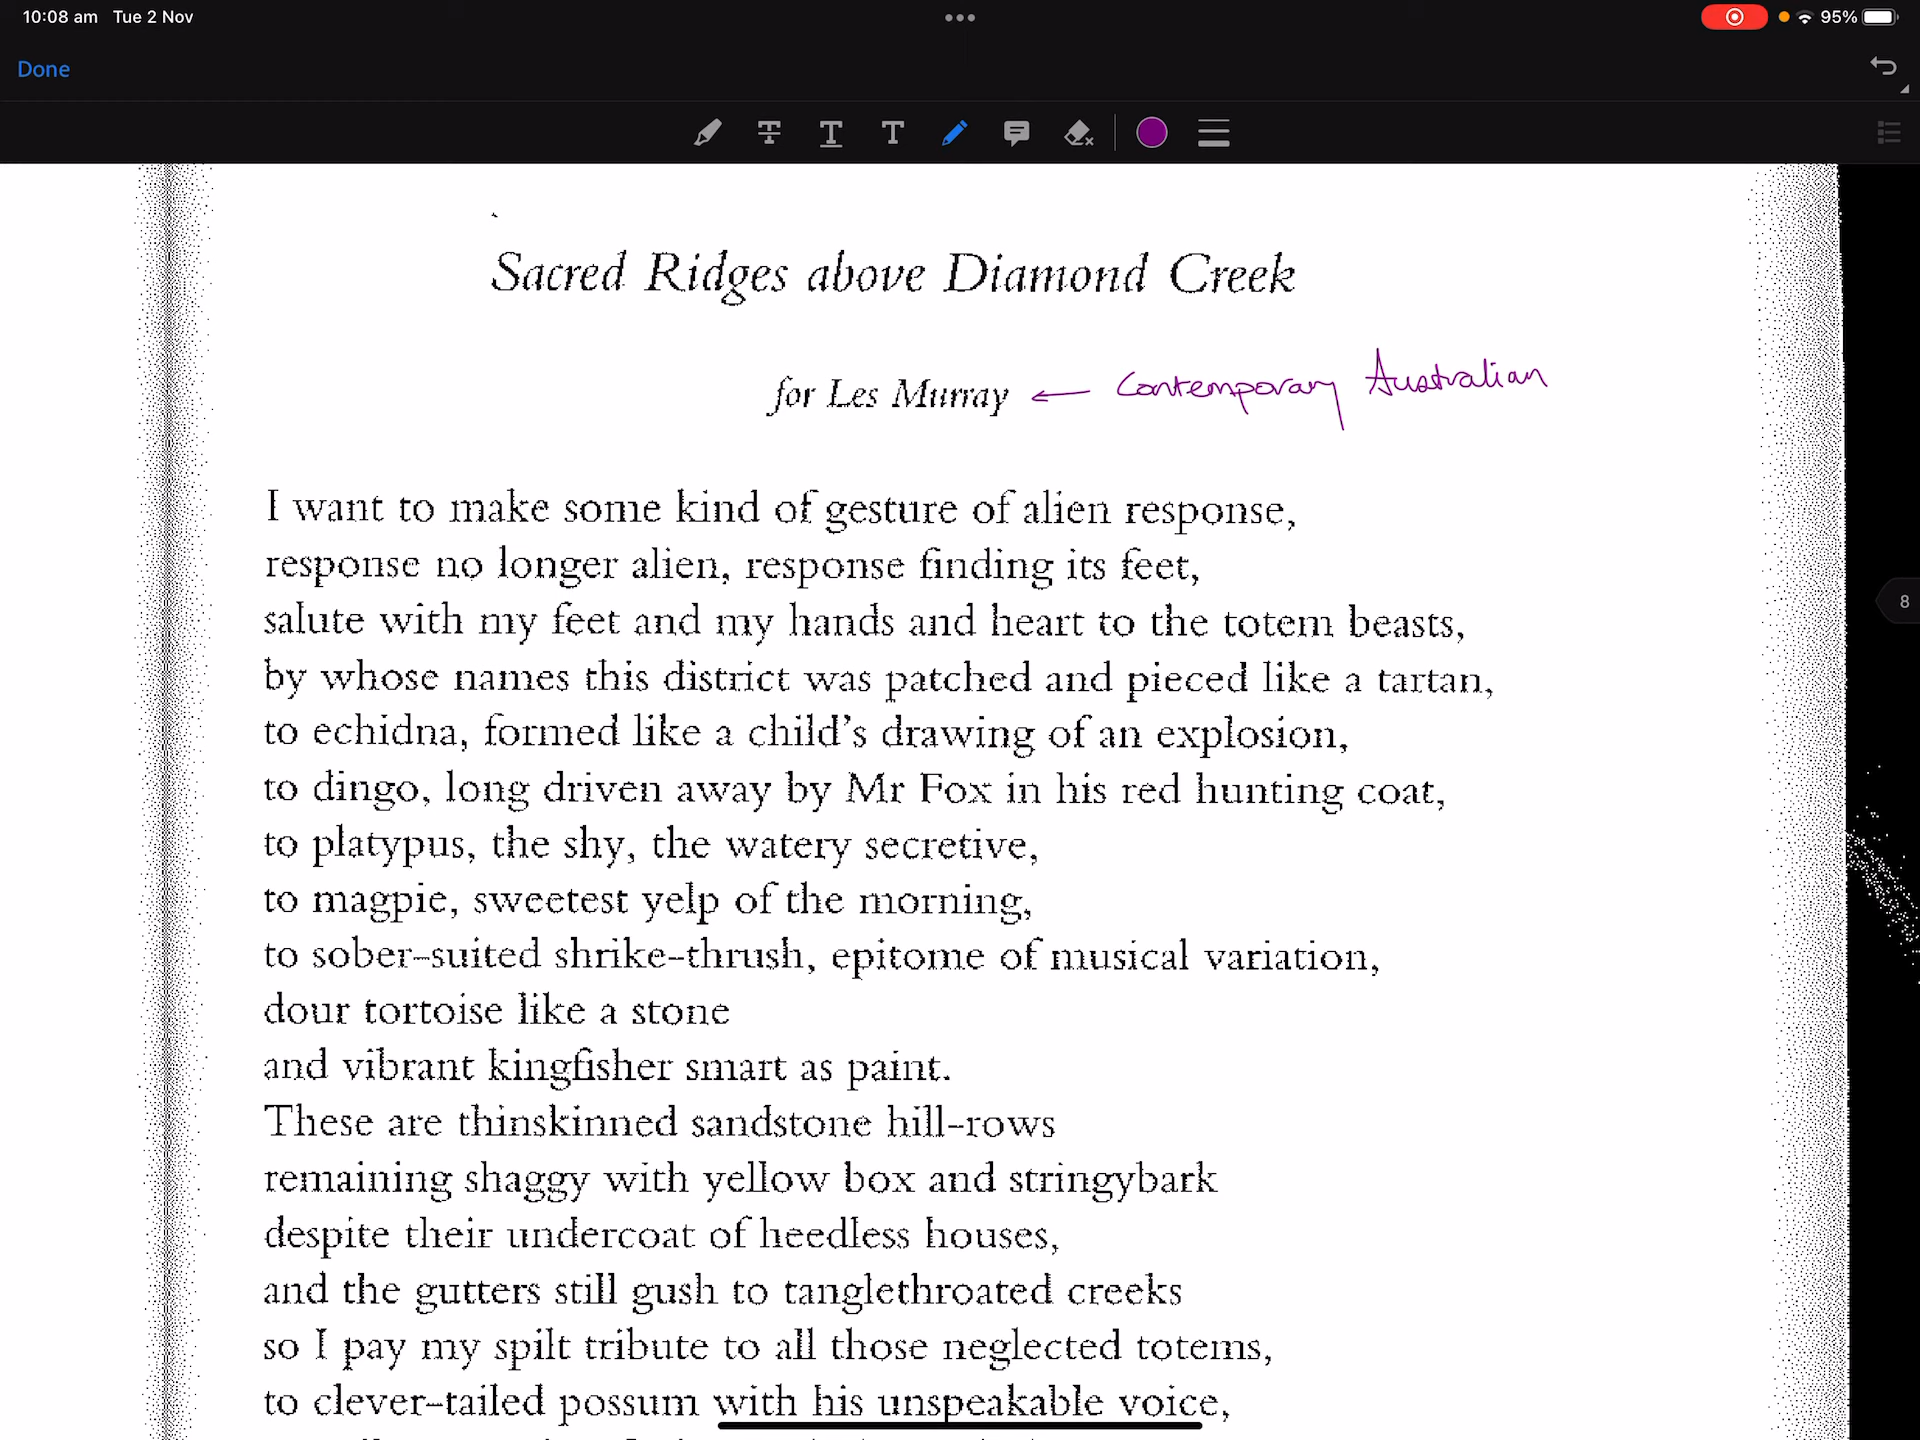 10:08 am Tue 2 Nov
95%
Done
Sacred Ridges above Diamond Creek
for Les Murray ← Contemporary Australian
I want to make some kind of gesture of alien response,
response no longer alien, response finding its feet,
salute with my feet and my hands and heart to the totem beasts,
by whose names this district was patched and pieced like a tartan,
8
to echidna, formed like a child's drawing of an explosion,
to dingo, long driven away by Mr Fox in his red hunting coat,
to platypus, the shy, the watery secretive,
to magpie, sweetest yelp of the morning,
to sober-suited shrike-thrush, epitome of musical variation,
dour tortoise like a stone
and vibrant kingfisher smart as paint.
These are thinskinned sandstone hill-rows
remaining shaggy with yellow box and stringybark
despite their undercoat of heedless houses,
and the gutters still gush to tanglethroated creeks
so I pay my spilt tribute to all those neglected totems,
to clever-tailed possum with his unspeakable voice,